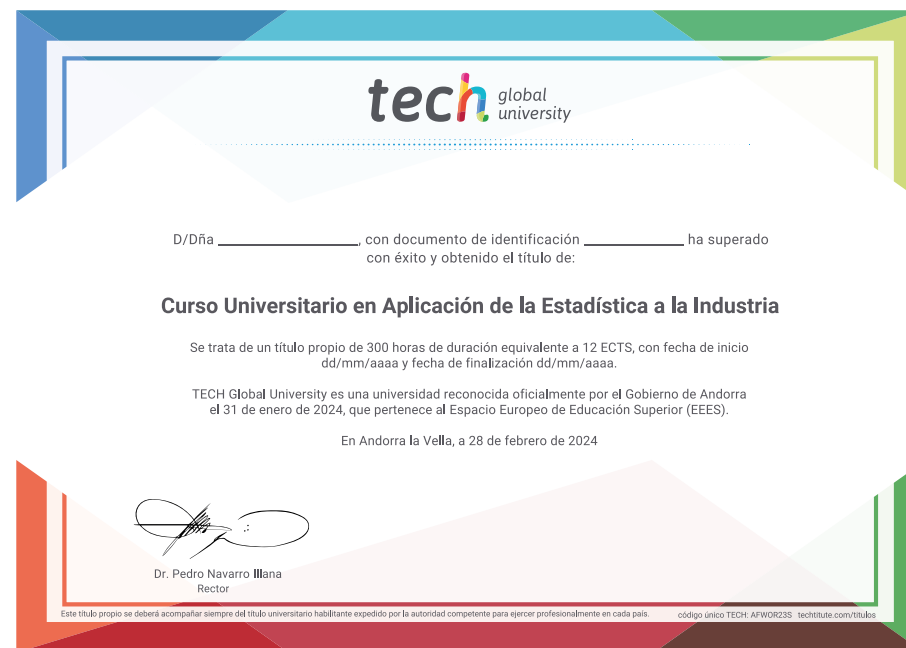 tech global university
D/Dña ____________________, con documento de identificación ______________ ha superado
con éxito y obtenido el título de:
Curso Universitario en Aplicación de la Estadística a la Industria
Se trata de un título propio de 300 horas de duración equivalente a 12 ECTS, con fecha de inicio
dd/mm/aaaa y fecha de finalización dd/mm/aaaa.
TECH Global University es una universidad reconocida oficialmente por el Gobierno de Andorra
el 31 de enero de 2024, que pertenece al Espacio Europeo de Educación Superior (EEES).
En Andorra la Vella, a 28 de febrero de 2024
Dr. Pedro Navarro Illana
Rector
Este título propio se deberá acompañar siempre del título universitario habilitante expedido por la autoridad competente para ejercer profesionalmente en cada país.
código único TECH: AFWOR23S techtitute.com/titulos